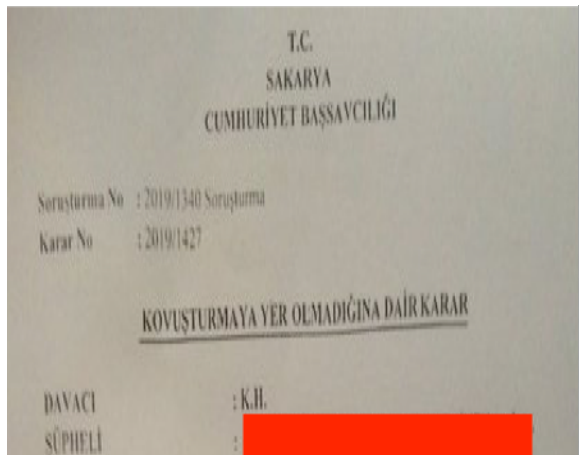 T.C.
SAKARYA
CUMHURİYET BAŞSAVCILIĞI
Soruşturma No : 2019/1340 Soruşturma
Karar No : 2019/1427
KOVUŞTURMAYA YER OLMADIĞINA DAİR KARAR
DAVACI : K.H.
ŞÜPHELİ :